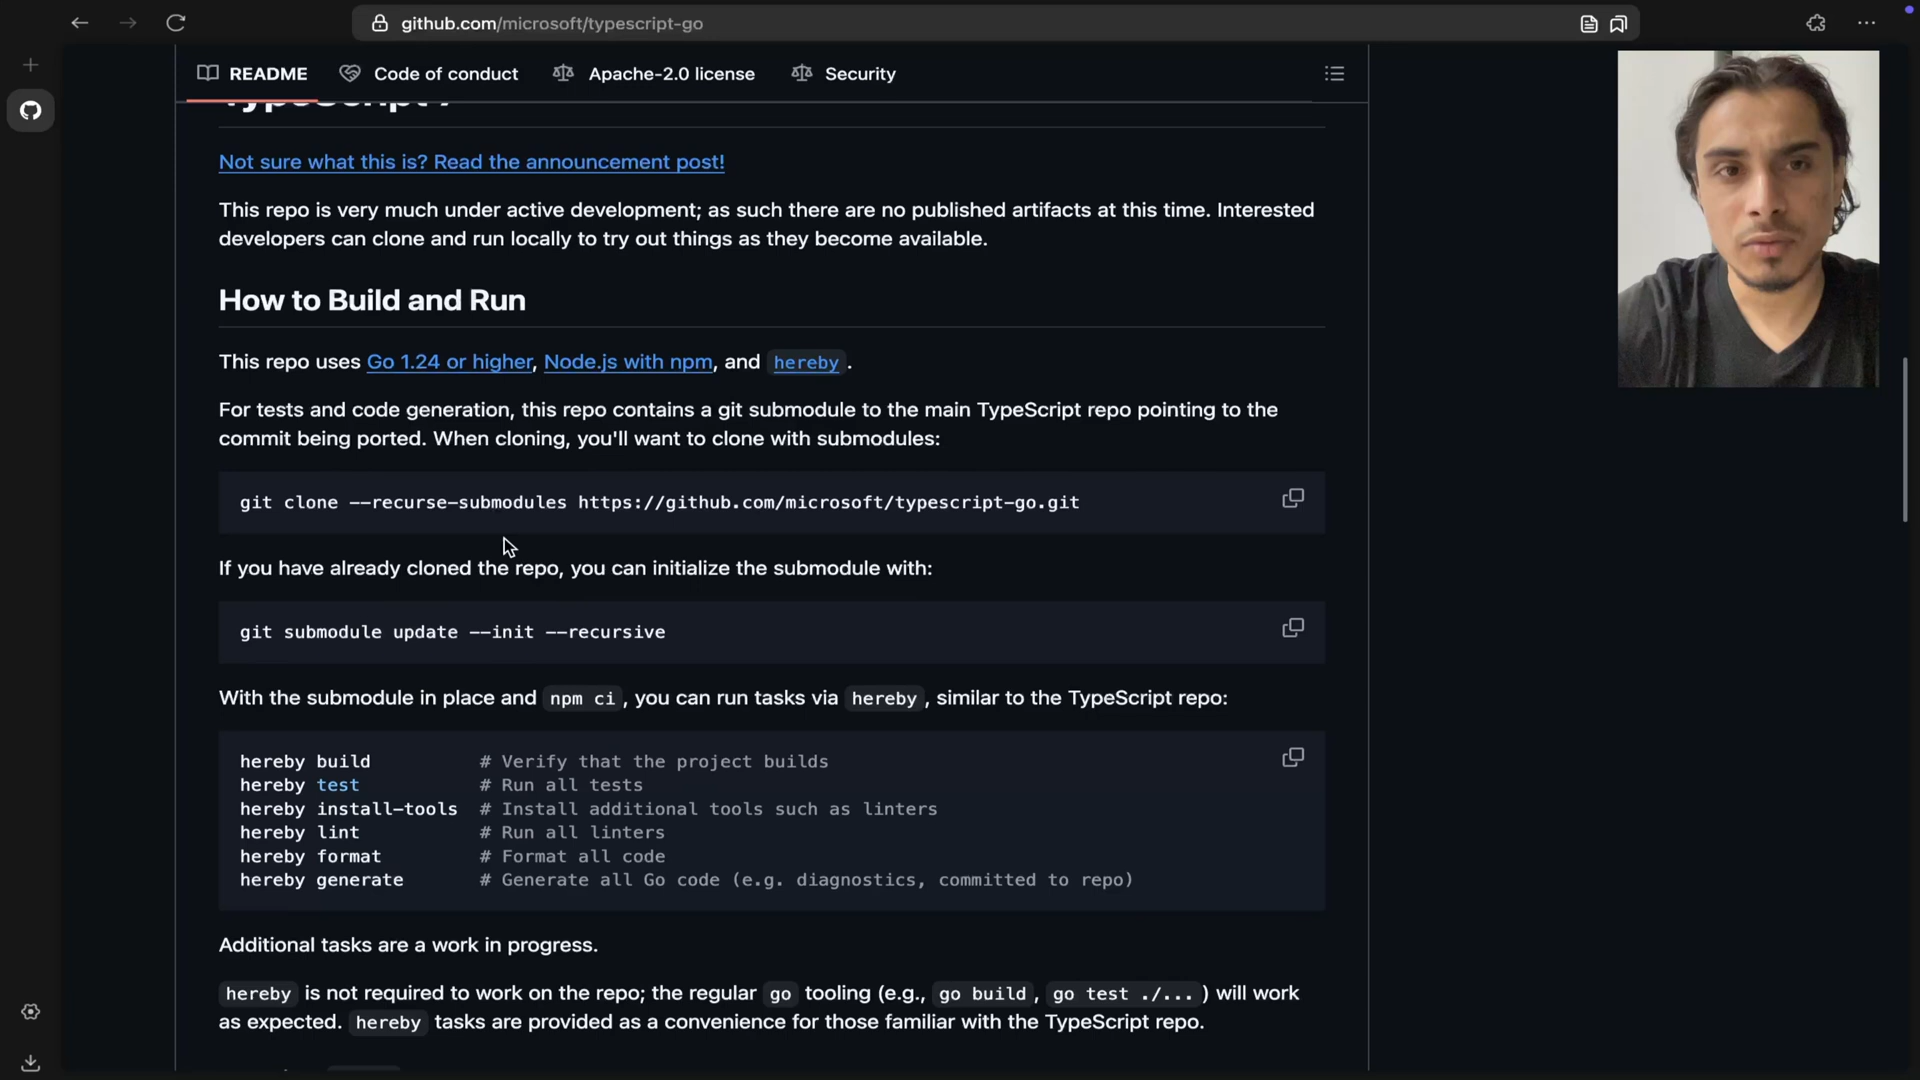 github.com/microsoft/typescript-go
README
Code of conduct
Apache-2.0 license
Security
TypeScript 7
Not sure what this is? Read the announcement post!
This repo is very much under active development; as such there are no published artifacts at this time. Interested
developers can clone and run locally to try out things as they become available.
How to Build and Run
This repo uses Go 1.24 or higher, Node.js with npm, and hereby.
For tests and code generation, this repo contains a git submodule to the main TypeScript repo pointing to the
commit being ported. When cloning, you'll want to clone with submodules:
git clone --recurse-submodules https://github.com/microsoft/typescript-go.git
If you have already cloned the repo, you can initialize the submodule with:
git submodule update --init --recursive
With the submodule in place and npm ci, you can run tasks via hereby, similar to the TypeScript repo:
hereby build # Verify that the project builds
hereby test # Run all tests
hereby install-tools # Install additional tools such as linters
hereby lint # Run all linters
hereby format # Format all code
hereby generate # Generate all Go code (e.g. diagnostics, committed to repo)
Additional tasks are a work in progress.
hereby is not required to work on the repo; the regular go tooling (e.g., go build, go test ./...) will work
as expected. hereby tasks are provided as a convenience for those familiar with the TypeScript repo.